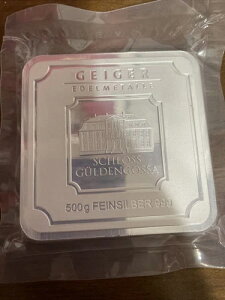 GEIGER
EDELMETALLE
SCHLOSS
GÜLDENGOSSA
500g FEINSILBER 999